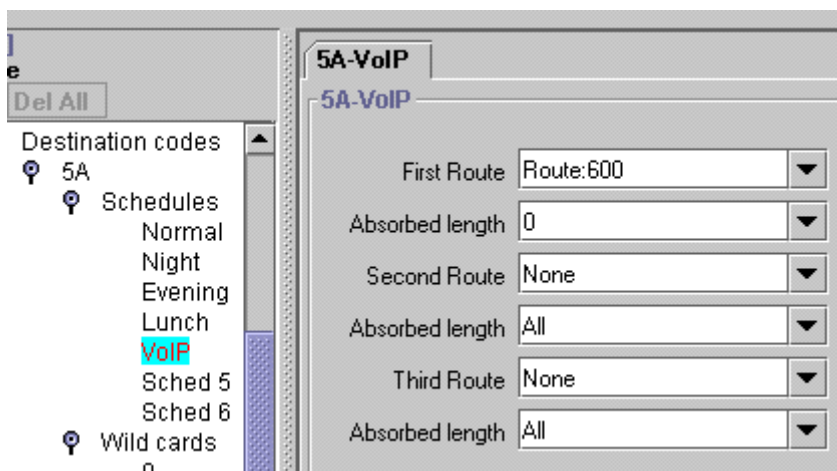 ]
e
Del All
Destination codes
5A
Schedules
Normal
Night
Evening
Lunch
VoIP
Sched 5
Sched 6
Wild cards
5A-VoIP
5A-VoIP
First Route Route:600
Absorbed length 0
Second Route None
Absorbed length All
Third Route None
Absorbed length All